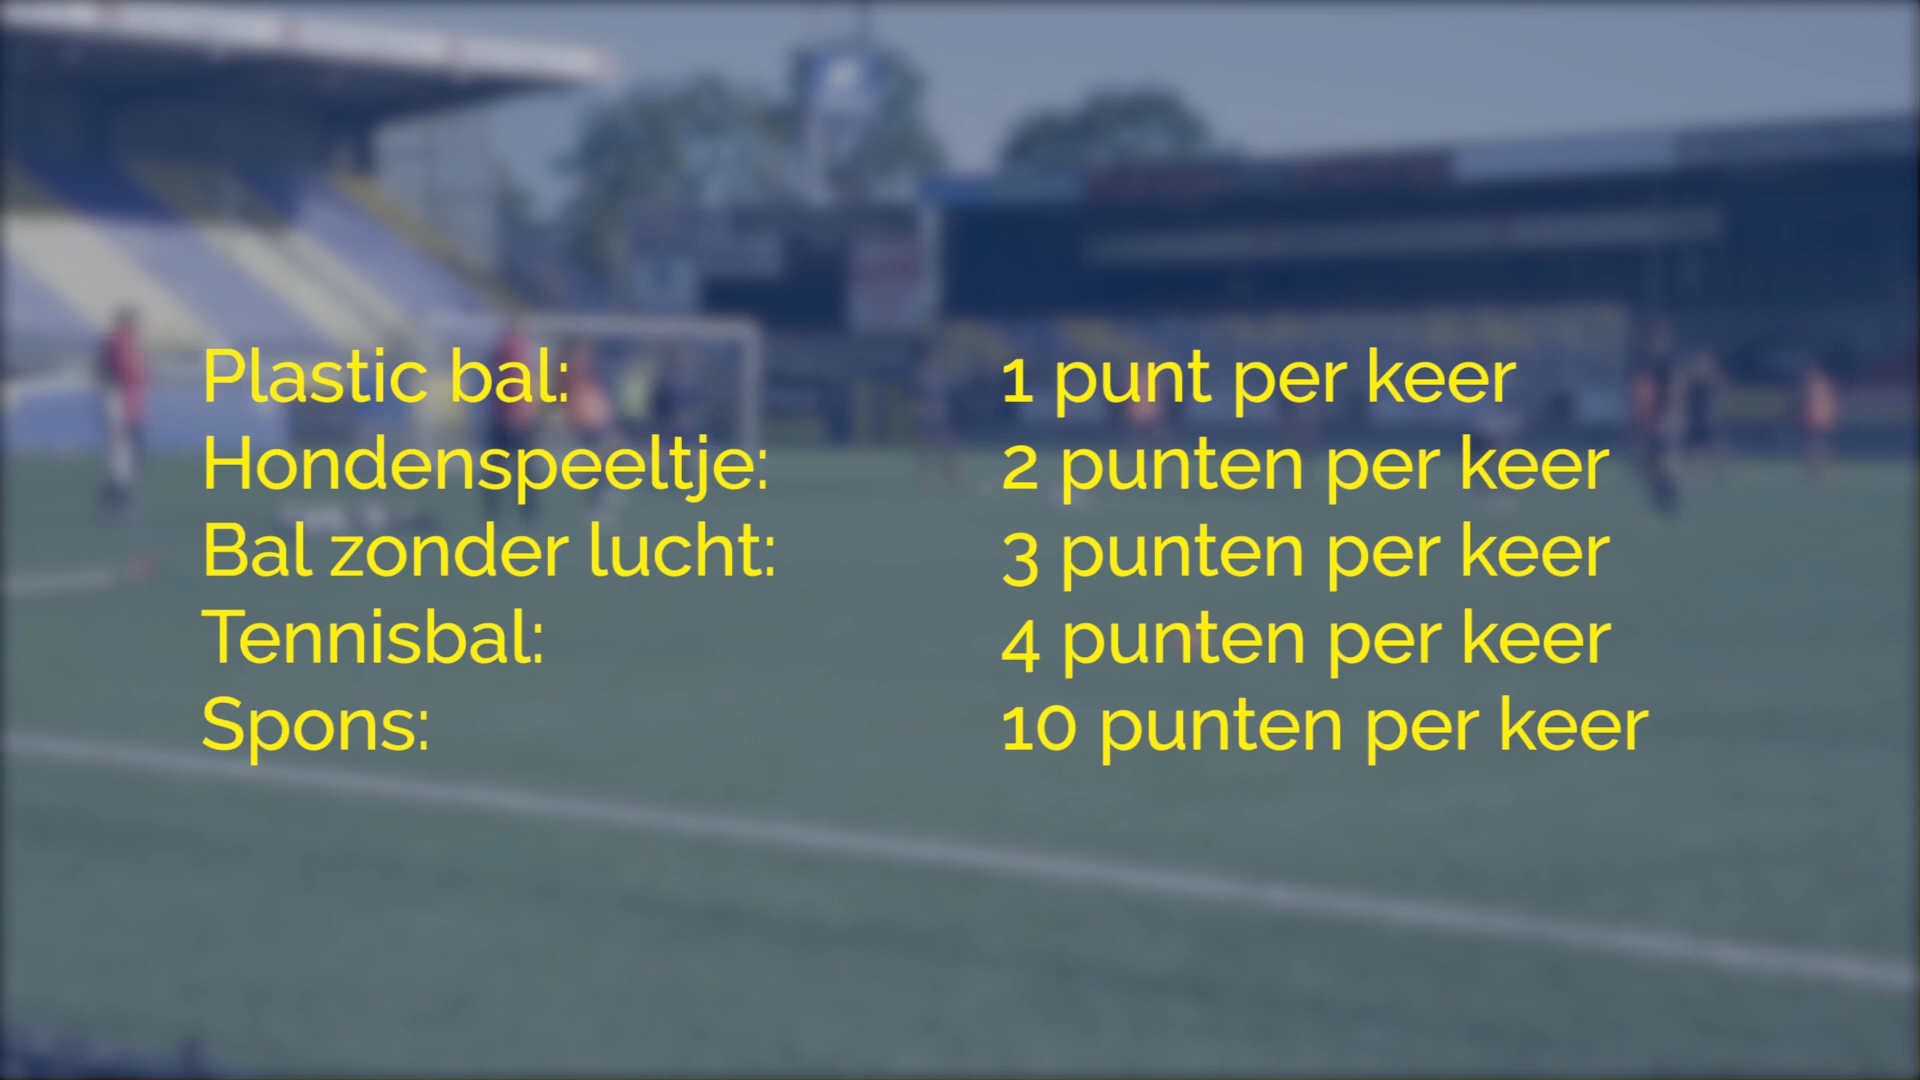 Plastic bal: 1 punt per keer
Hondenspeeltje: 2 punten per keer
Bal zonder lucht: 3 punten per keer
Tennisbal: 4 punten per keer
Spons: 10 punten per keer